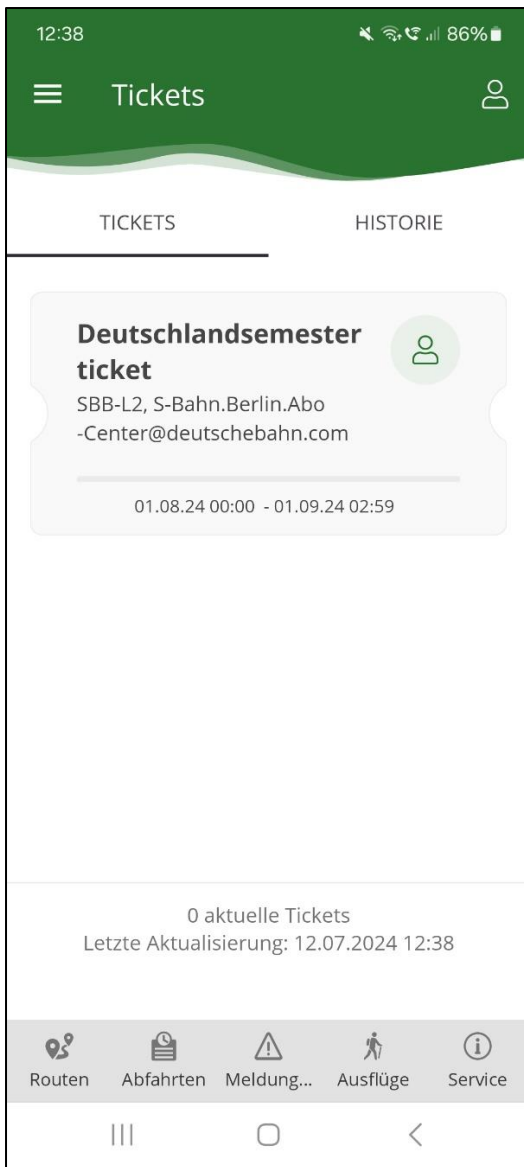 12:38 86%
Tickets
TICKETS HISTORIE
Deutschlandsemester
ticket
SBB-L2, S-Bahn.Berlin.Abo
-Center@deutschebahn.com
01.08.24 00:00 - 01.09.24 02:59
0 aktuelle Tickets
Letzte Aktualisierung: 12.07.2024 12:38
Routen Abfahrten Meldung... Ausflüge Service